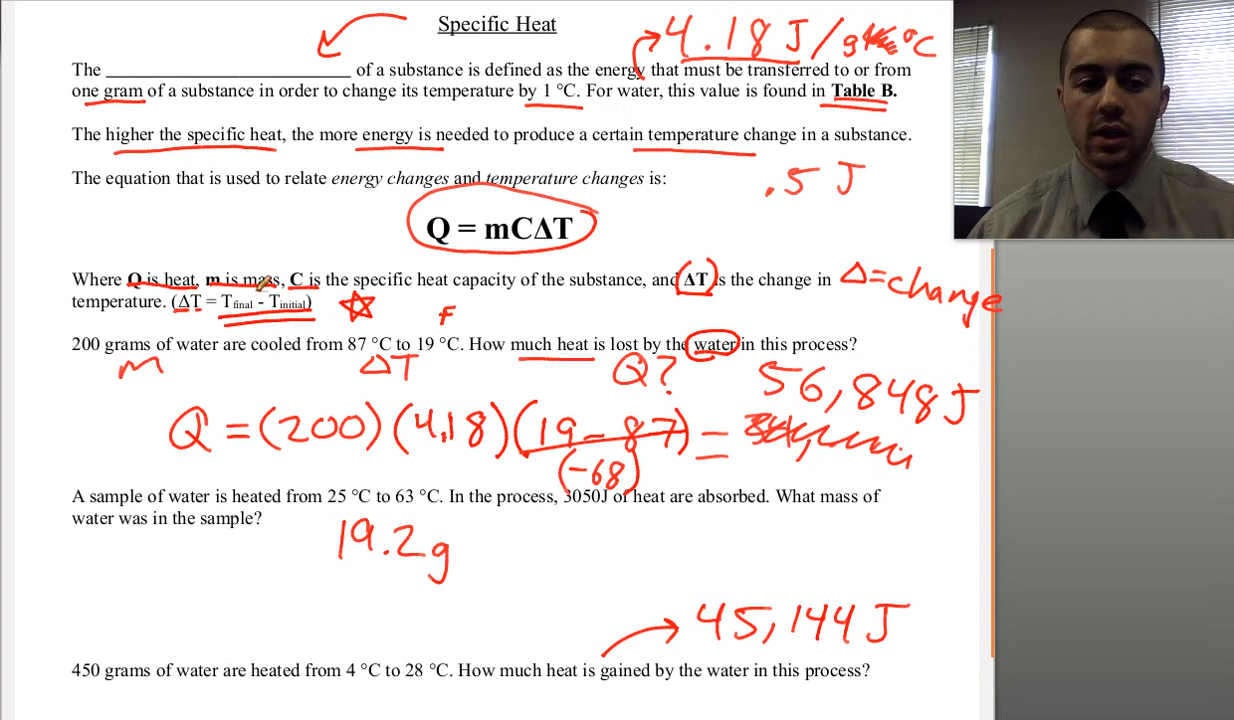 Specific Heat
4.18 J/g °C
The ____________________________ of a substance is defined as the energy that must be transferred to or from
one gram of a substance in order to change its temperature by 1 °C. For water, this value is found in Table B.
The higher the specific heat, the more energy is needed to produce a certain temperature change in a substance.
.5 J
The equation that is used to relate energy changes and temperature changes is:
Q = mCΔT
Where Q is heat, m is mass, C is the specific heat capacity of the substance, and ΔT is the change in
Δ=change
temperature. (ΔT = Tfinal - Tinitial)
F
200 grams of water are cooled from 87 °C to 19 °C. How much heat is lost by the water in this process?
m ΔT Q?
56,848J
Q = (200)(4.18)(19-87) =
(-68)
A sample of water is heated from 25 °C to 63 °C. In the process, 3050J of heat are absorbed. What mass of
water was in the sample?
19.2g
45,144J
450 grams of water are heated from 4 °C to 28 °C. How much heat is gained by the water in this process?